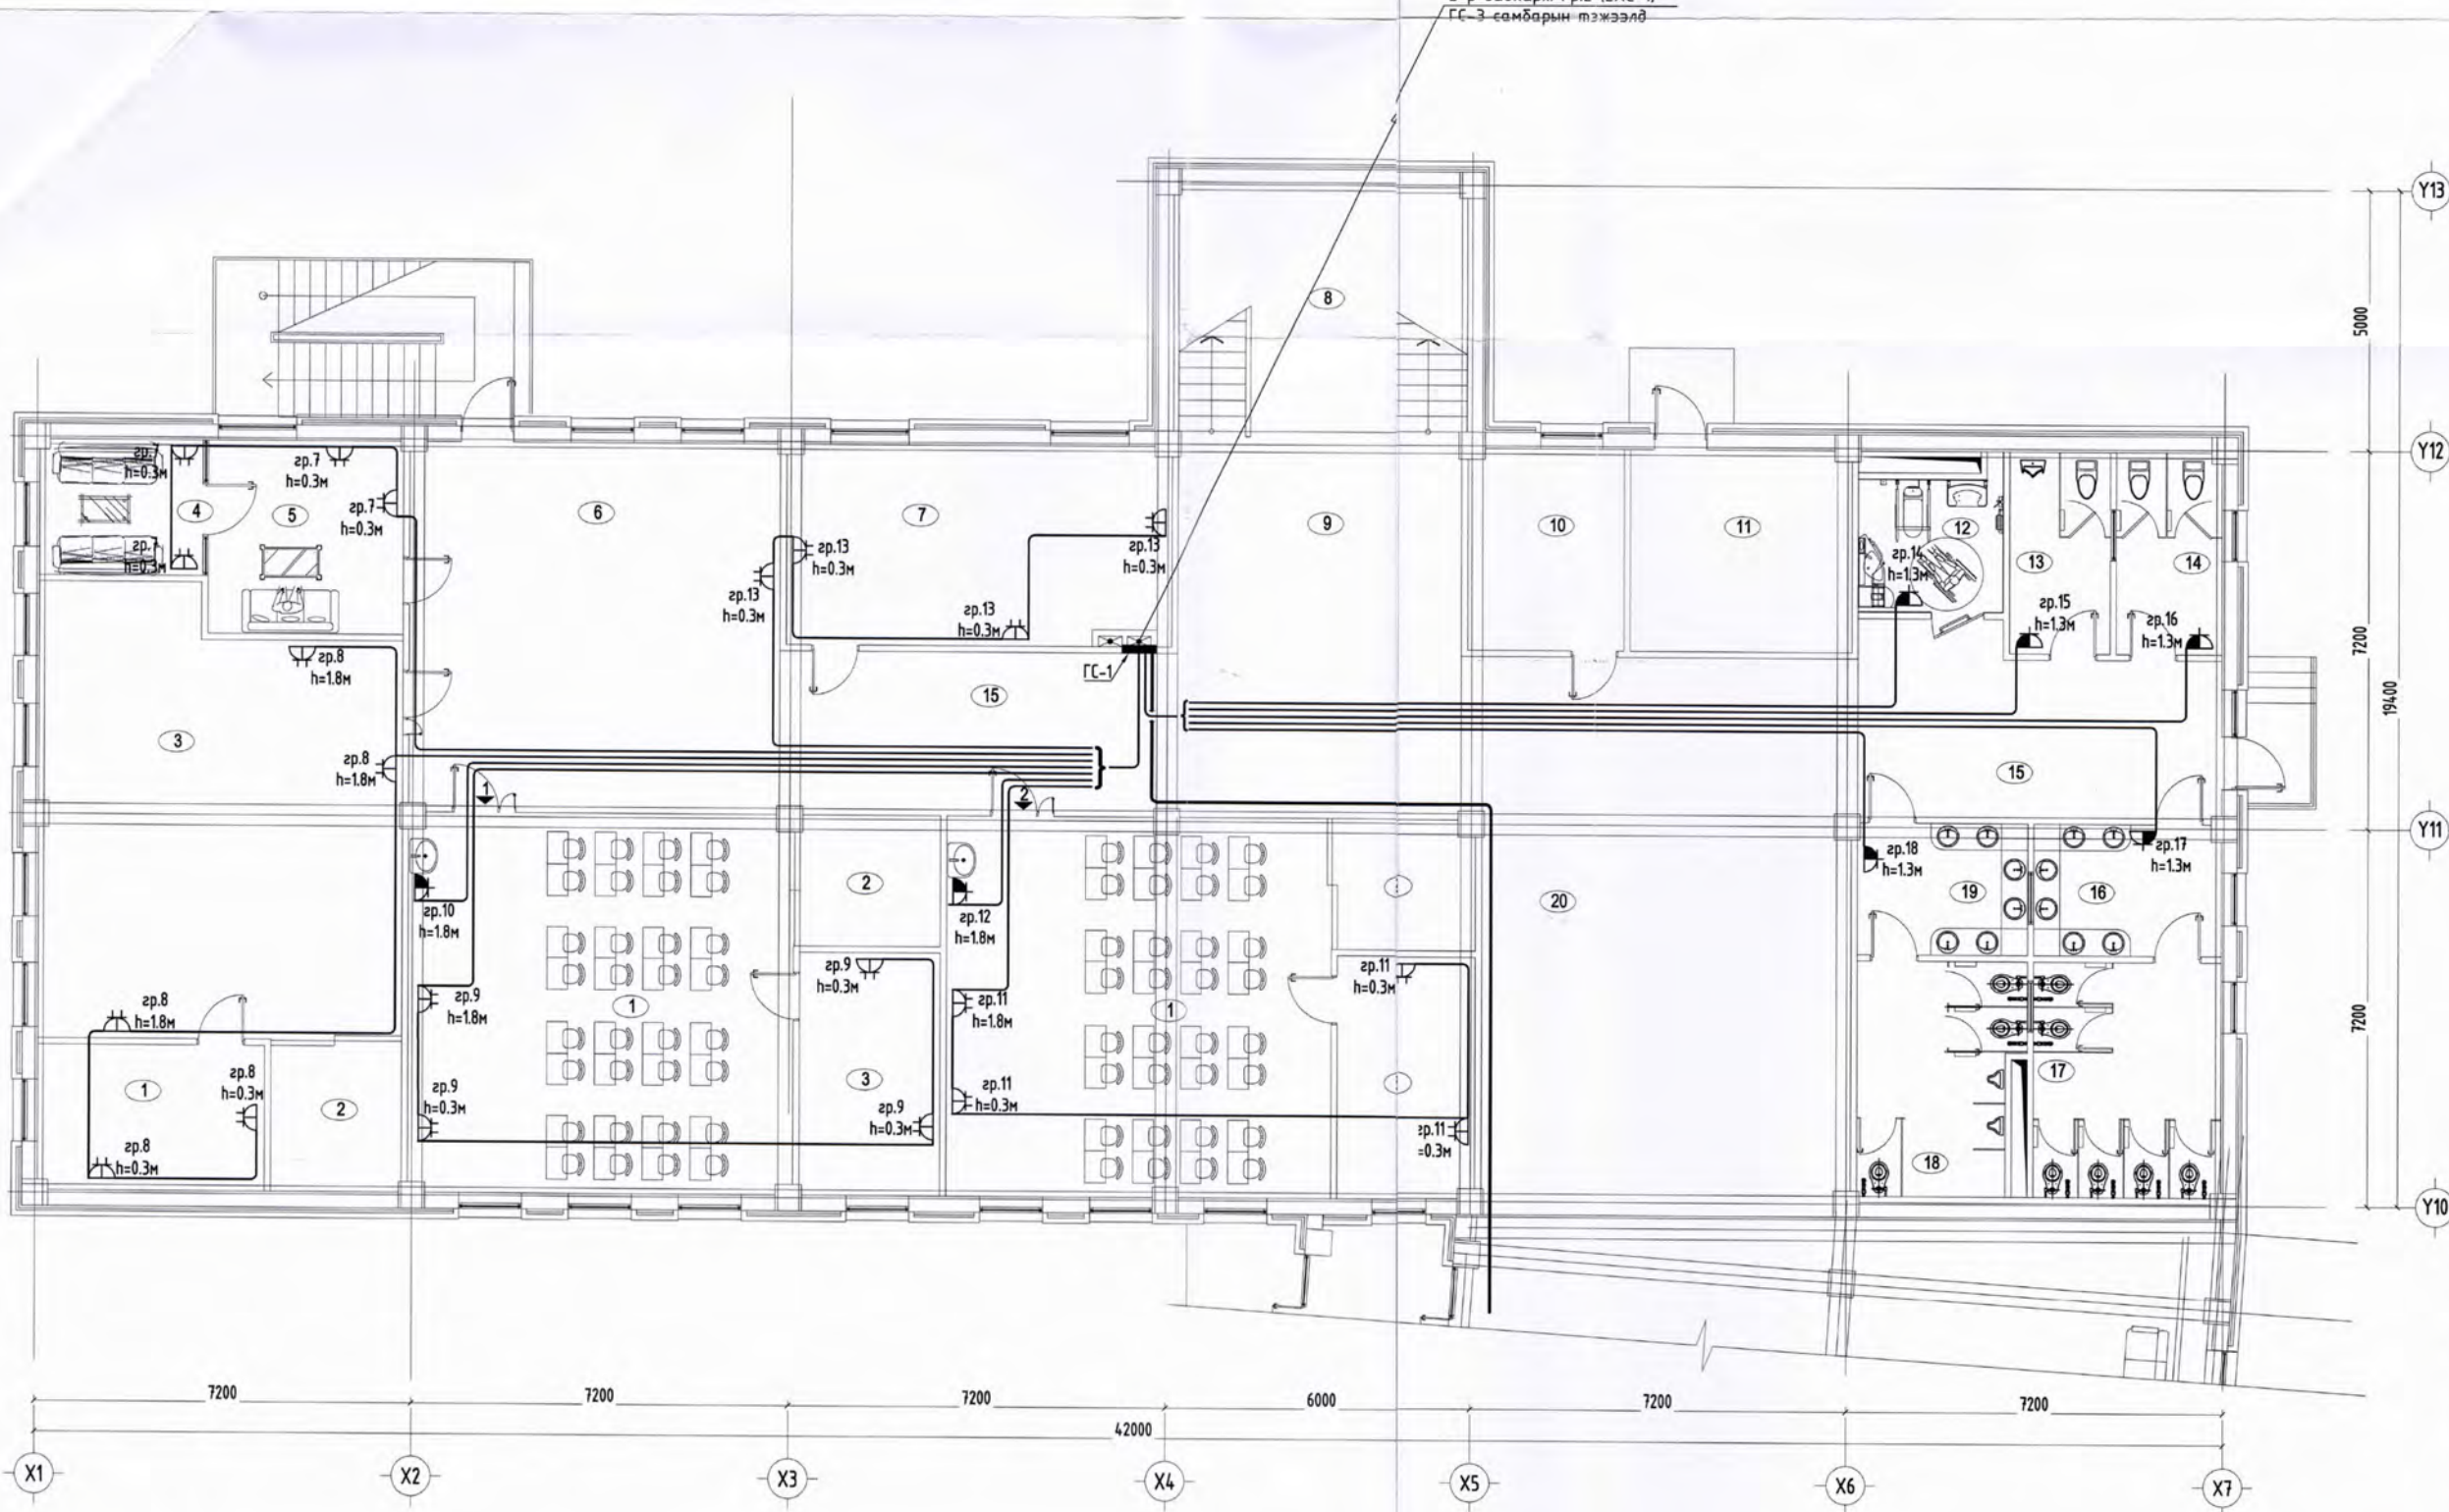 ГС-3 самбарын тэжээлд
Y13
5000
8
Y12
гр.7
h=0.3м
гр.7
h=0.3м
гр.7
h=0.3м
гр.7
h=0.3м
4
5
6
7
9
10
11
12
13
14
гр.13
h=0.3м
гр.13
h=0.3м
гр.13
h=0.3м
гр.13
h=0.3м
гр.14
h=1.3м
гр.15
h=1.3м
гр.16
h=1.3м
7200
19400
гр.8
h=1.8м
ГС-1
15
3
гр.8
h=1.8м
15
1
2
Y11
гр.10
h=1.8м
2
гр.12
h=1.8м
20
гр.18
h=1.3м
19
16
гр.17
h=1.3м
гр.8
h=1.8м
гр.9
h=1.8м
1
гр.9
h=0.3м
гр.11
h=1.8м
1
гр.11
h=0.3м
7200
1
гр.8
h=0.3м
2
гр.8
h=0.3м
гр.9
h=0.3м
3
гр.9
h=0.3м
гр.11
h=0.3м
гр.11
=0.3м
17
18
Y10
7200
7200
7200
6000
7200
7200
42000
X1
X2
X3
X4
X5
X6
X7